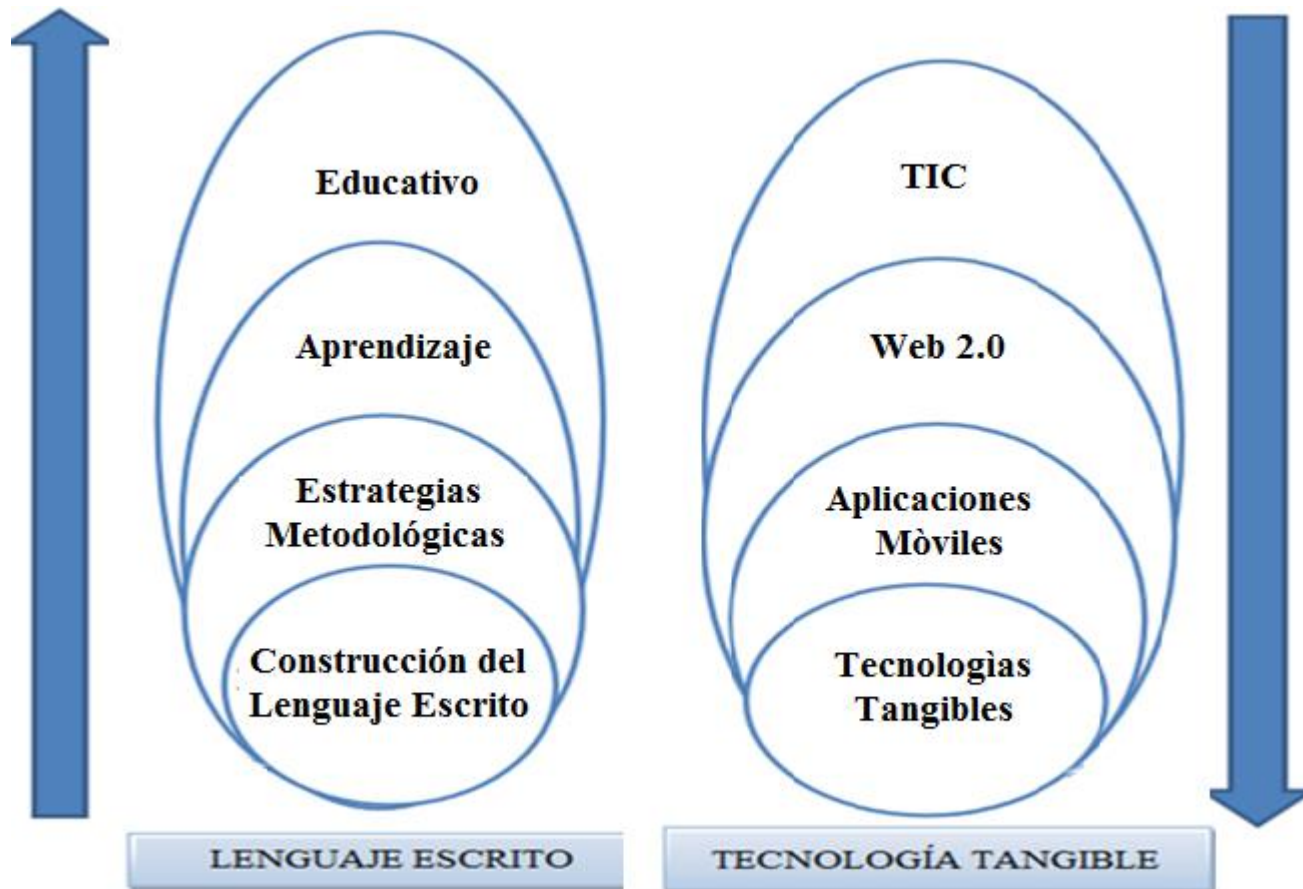 Educativo
Aprendizaje
Estrategias
Metodológicas
Construcción del
Lenguaje Escrito
LENGUAJE ESCRITO
TIC
Web 2.0
Aplicaciones
Mòviles
Tecnologìas
Tangibles
TECNOLOGÍA TANGIBLE